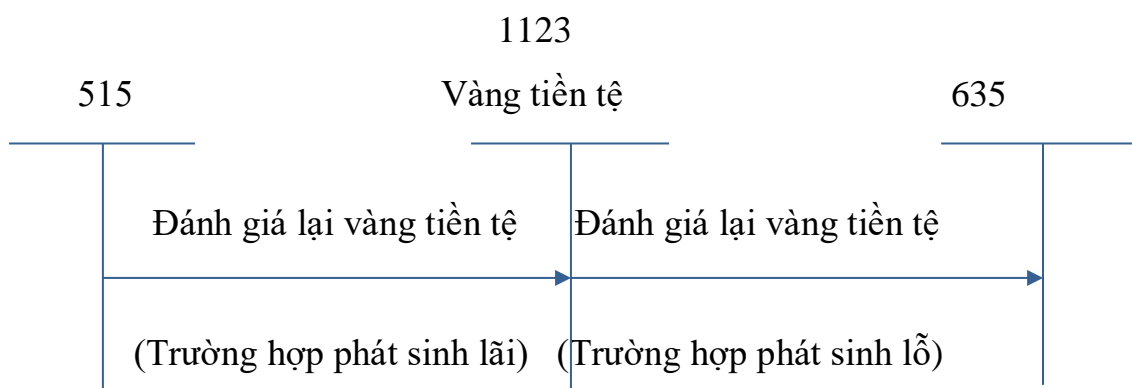 1123
515 Vàng tiền tệ 635
Đánh giá lại vàng tiền tệ Đánh giá lại vàng tiền tệ
(Trường hợp phát sinh lãi) (Trường hợp phát sinh lỗ)